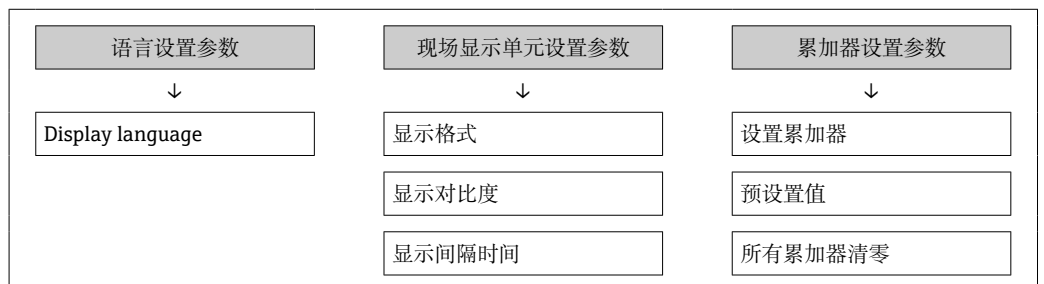 语言设置参数
现场显示单元设置参数
累加器设置参数
↓
↓
↓
Display language
显示格式
设置累加器
显示对比度
预设置值
显示间隔时间
所有累加器清零